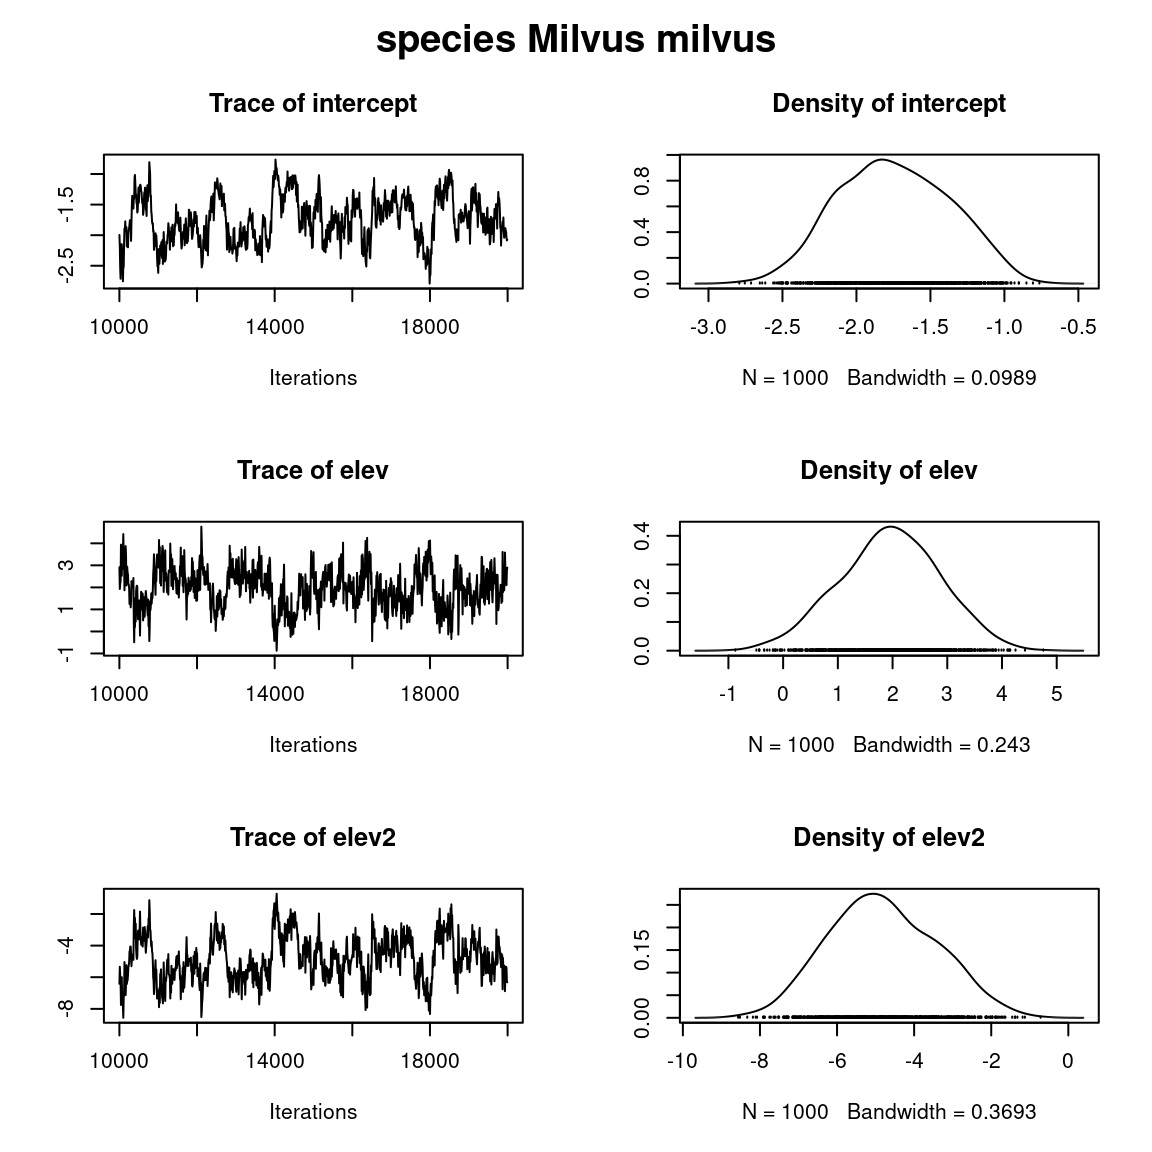 species Milvus milvus
Trace of intercept
-2.5 -1.5
10000 14000 18000
Iterations
Density of intercept
0.0 0.4 0.8
-3.0 -2.5 -2.0 -1.5 -1.0 -0.5
N = 1000 Bandwidth = 0.0989
Trace of elev
-1 1 3
10000 14000 18000
Iterations
Density of elev
0.0 0.2 0.4
-1 0 1 2 3 4 5
N = 1000 Bandwidth = 0.243
Trace of elev2
-8 -4
10000 14000 18000
Iterations
Density of elev2
0.00 0.15
-10 -8 -6 -4 -2 0
N = 1000 Bandwidth = 0.3693